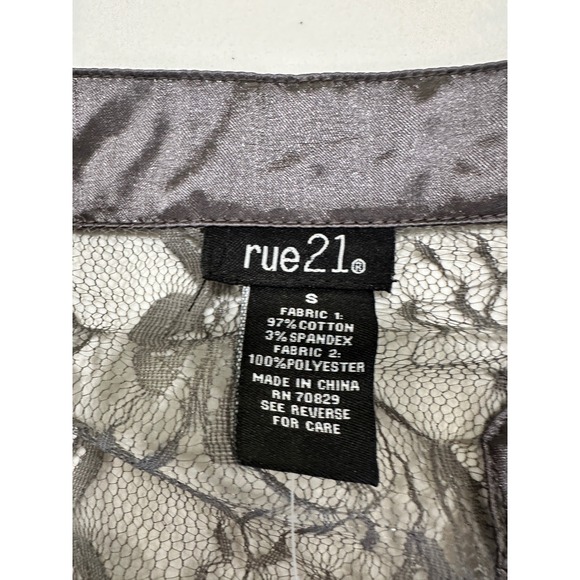 rue21®
S
FABRIC 1:
97% COTTON
3% SPANDEX
FABRIC 2:
100% POLYESTER
MADE IN CHINA
RN 70829
SEE REVERSE
FOR CARE